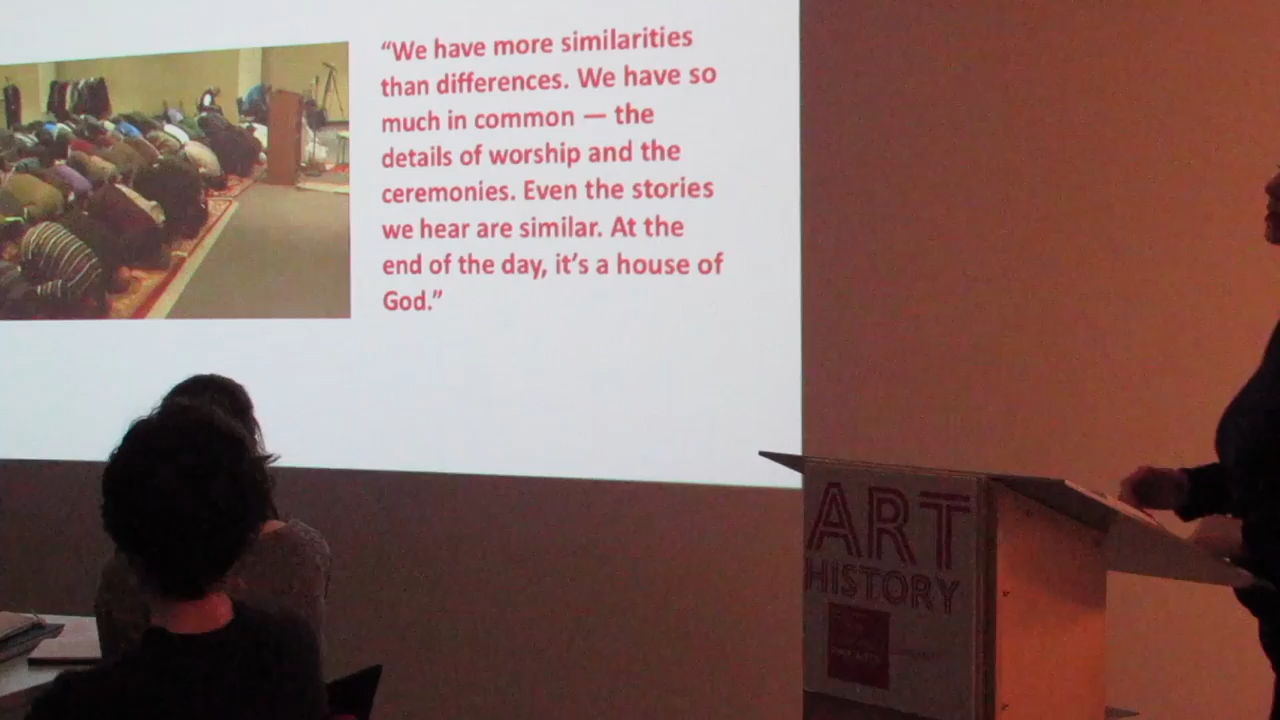 “We have more similarities
than differences. We have so
much in common — the
details of worship and the
ceremonies. Even the stories
we hear are similar. At the
end of the day, it’s a house of
God.”
ART
HISTORY